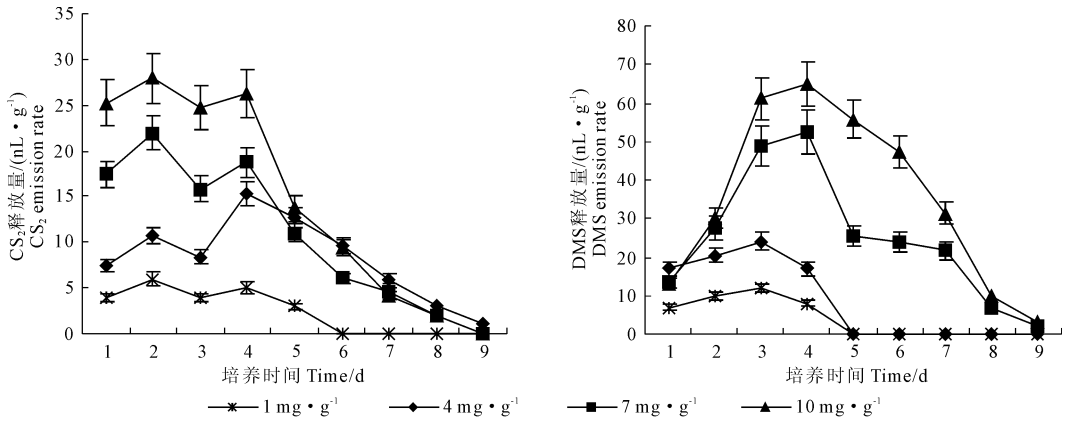 CS₂释放量/(nL·g⁻¹)
CS₂ emission rate
35
30
25
20
15
10
5
0
1 2 3 4 5 6 7 8 9
培养时间 Time/d
DMS释放量/(nL·g⁻¹)
DMS emission rate
80
70
60
50
40
30
20
10
0
1 2 3 4 5 6 7 8 9
培养时间 Time/d
1 mg·g⁻¹ 4 mg·g⁻¹ 7 mg·g⁻¹ 10 mg·g⁻¹